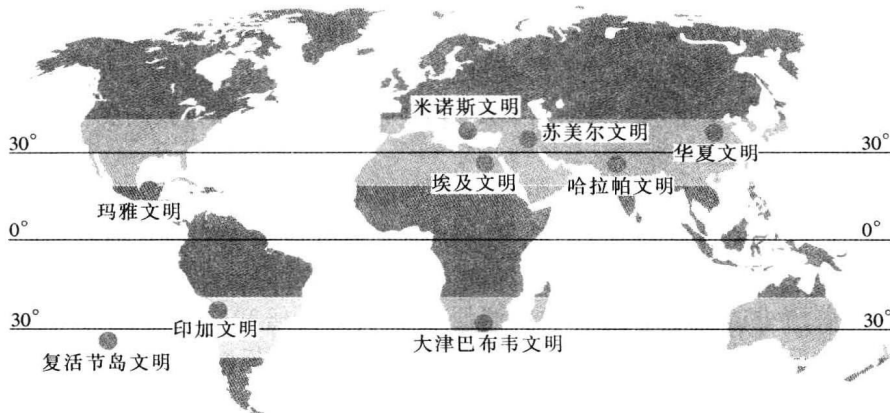 米诺斯文明
苏美尔文明
30°
华夏文明
30°
埃及文明
哈拉帕文明
玛雅文明
0°
0°
30°
印加文明
大津巴布韦文明
30°
复活节岛文明